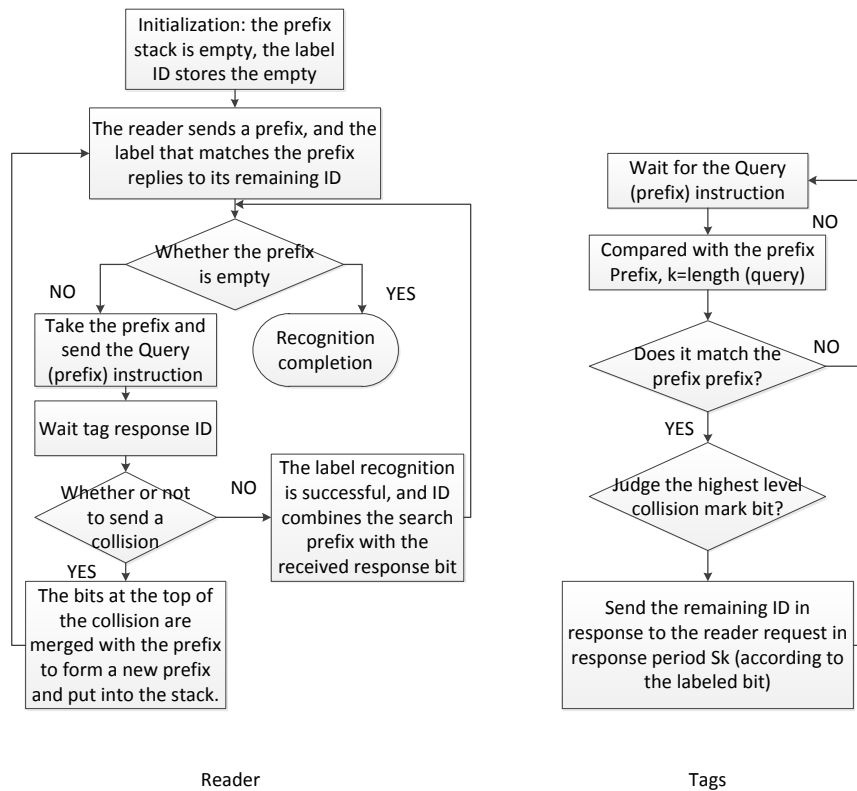 Initialization: the prefix
stack is empty, the label
ID stores the empty
The reader sends a prefix, and the
label that matches the prefix
replies to its remaining ID
Whether the prefix
is empty
NO
YES
Take the prefix and
send the Query
(prefix) instruction
Recognition
completion
Wait tag response ID
Whether or not
to send a
collision
NO
The label recognition
is successful, and ID
combines the search
prefix with the
received response bit
YES
The bits at the top of
the collision are
merged with the prefix
to form a new prefix
and put into the stack.
Reader
Wait for the Query
(prefix) instruction
NO
Compared with the prefix
Prefix, k=length (query)
Does it match the
prefix prefix?
NO
YES
Judge the highest level
collision mark bit?
Send the remaining ID in
response to the reader request in
response period Sk (according to
the labeled bit)
Tags